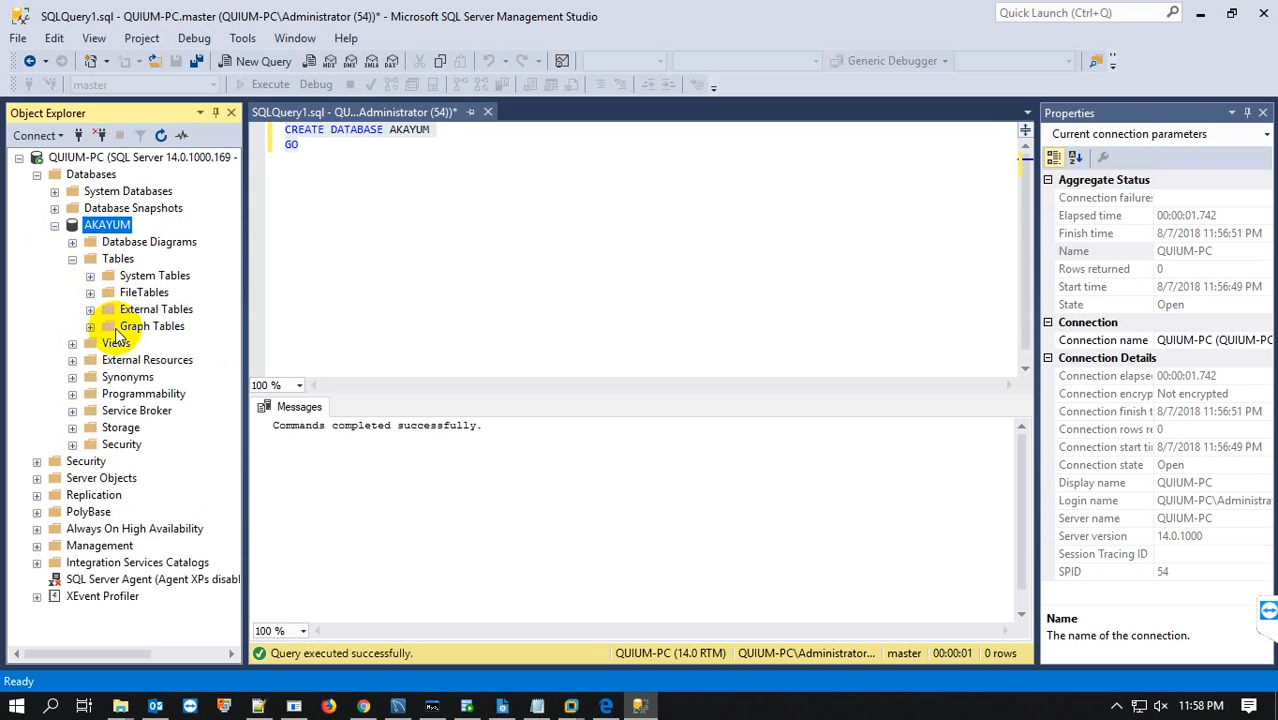 SQLQuery1.sql - QUIUM-PC.master (QUIUM-PC\Administrator (54))* - Microsoft SQL Server Management Studio
Quick Launch (Ctrl+Q)
File Edit View Project Debug Tools Window Help
New Query
Generic Debugger
master
Execute Debug
Object Explorer
Connect
QUIUM-PC (SQL Server 14.0.1000.169 -
Databases
System Databases
Database Snapshots
AKAYUM
Database Diagrams
Tables
System Tables
FileTables
External Tables
Graph Tables
Views
External Resources
Synonyms
Programmability
Service Broker
Storage
Security
Security
Server Objects
Replication
PolyBase
Always On High Availability
Management
Integration Services Catalogs
SQL Server Agent (Agent XPs disabl
XEvent Profiler
SQLQuery1.sql - QU...Administrator (54))*
CREATE DATABASE AKAYUM
GO
100 %
Messages
Commands completed successfully.
100 %
Query executed successfully.
QUIUM-PC (14.0 RTM)
QUIUM-PC\Administrator...
master
00:00:01
0 rows
Properties
Current connection parameters
Aggregate Status
Connection failures
Elapsed time 00:00:01.742
Finish time 8/7/2018 11:56:51 PM
Name QUIUM-PC
Rows returned 0
Start time 8/7/2018 11:56:49 PM
State Open
Connection
Connection name QUIUM-PC (QUIUM-PC
Connection Details
Connection elapse 00:00:01.742
Connection encryp Not encrypted
Connection finish t 8/7/2018 11:56:51 PM
Connection rows re 0
Connection start ti 8/7/2018 11:56:49 PM
Connection state Open
Display name QUIUM-PC
Login name QUIUM-PC\Administra
Server name QUIUM-PC
Server version 14.0.1000
Session Tracing ID
SPID 54
Name
The name of the connection.
Ready
11:58 PM